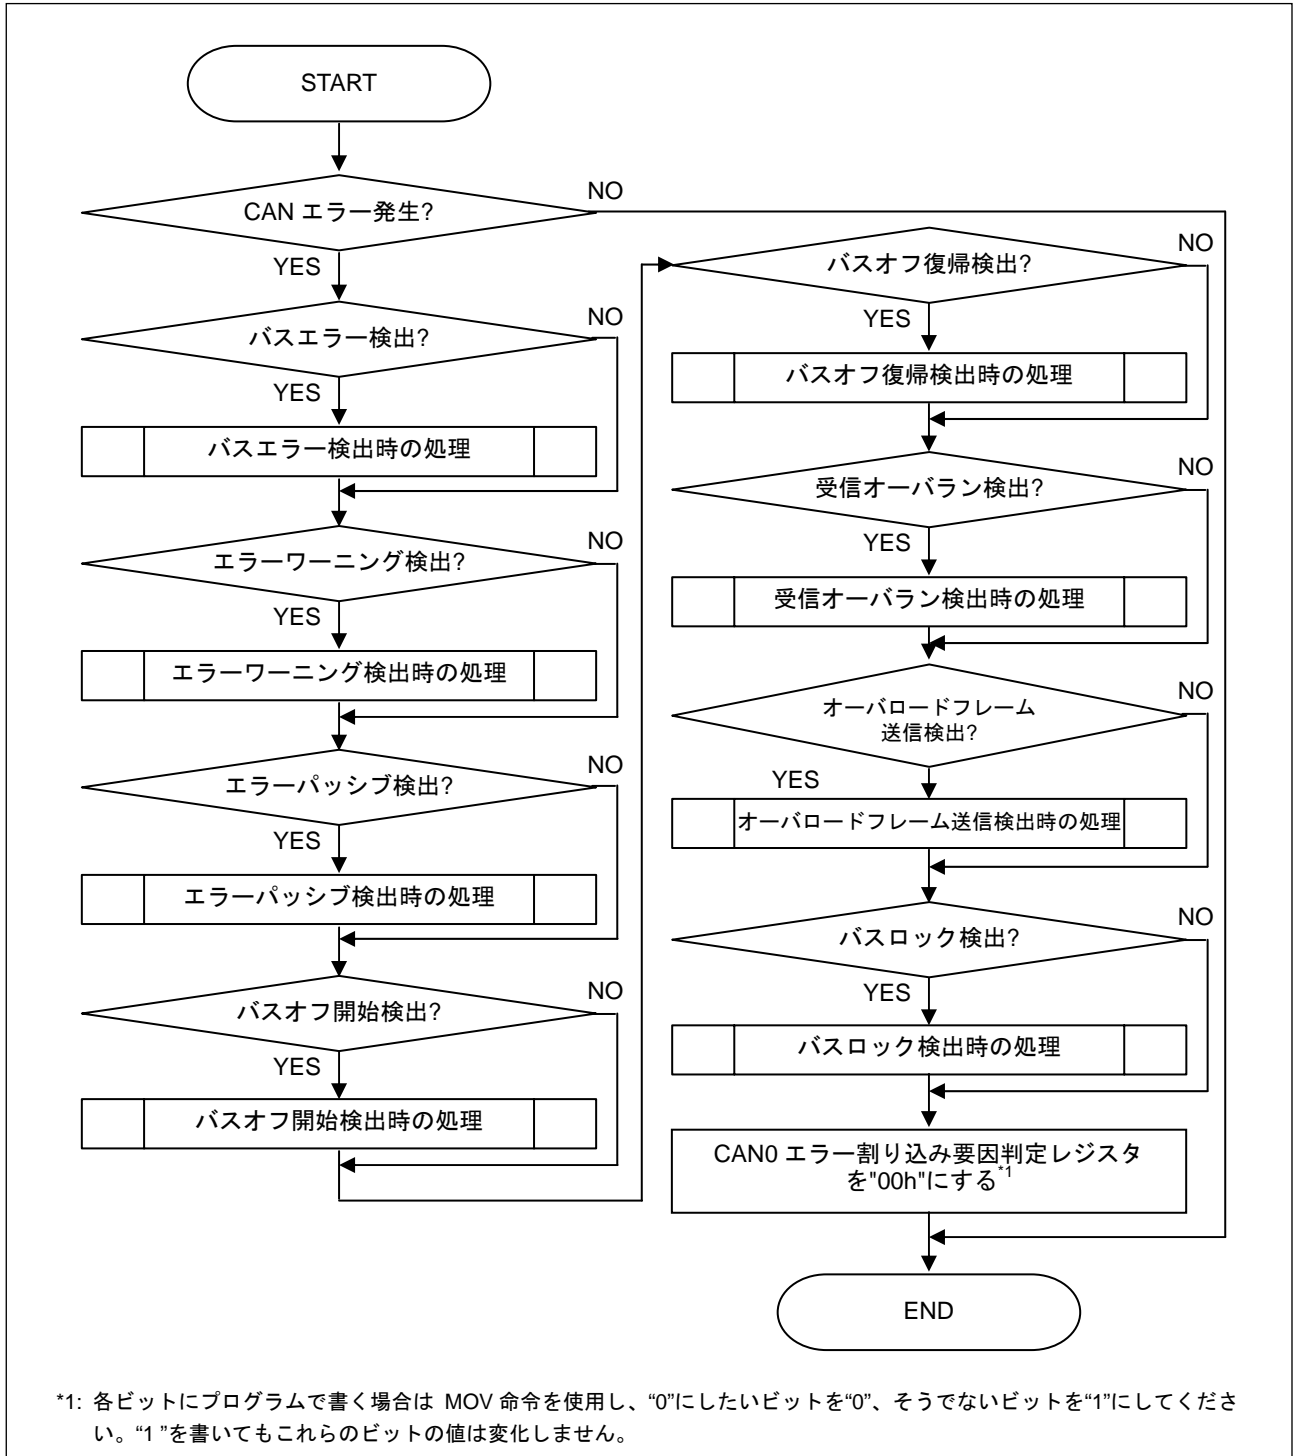 START
CAN エラー発生?
NO
YES
バスエラー検出?
NO
YES
バスエラー検出時の処理
エラーワーニング検出?
NO
YES
エラーワーニング検出時の処理
エラーパッシブ検出?
NO
YES
エラーパッシブ検出時の処理
バスオフ開始検出?
NO
YES
バスオフ開始検出時の処理
バスオフ復帰検出?
NO
YES
バスオフ復帰検出時の処理
受信オーバラン検出?
NO
YES
受信オーバラン検出時の処理
オーバロードフレーム
送信検出?
NO
YES
オーバロードフレーム送信検出時の処理
バスロック検出?
NO
YES
バスロック検出時の処理
CAN0 エラー割り込み要因判定レジスタ
を"00h"にする*1
END
*1: 各ビットにプログラムで書く場合は MOV 命令を使用し、“0”にしたいビットを“0”、そうでないビットを“1”にしてくださ
い。“1 ”を書いてもこれらのビットの値は変化しません。